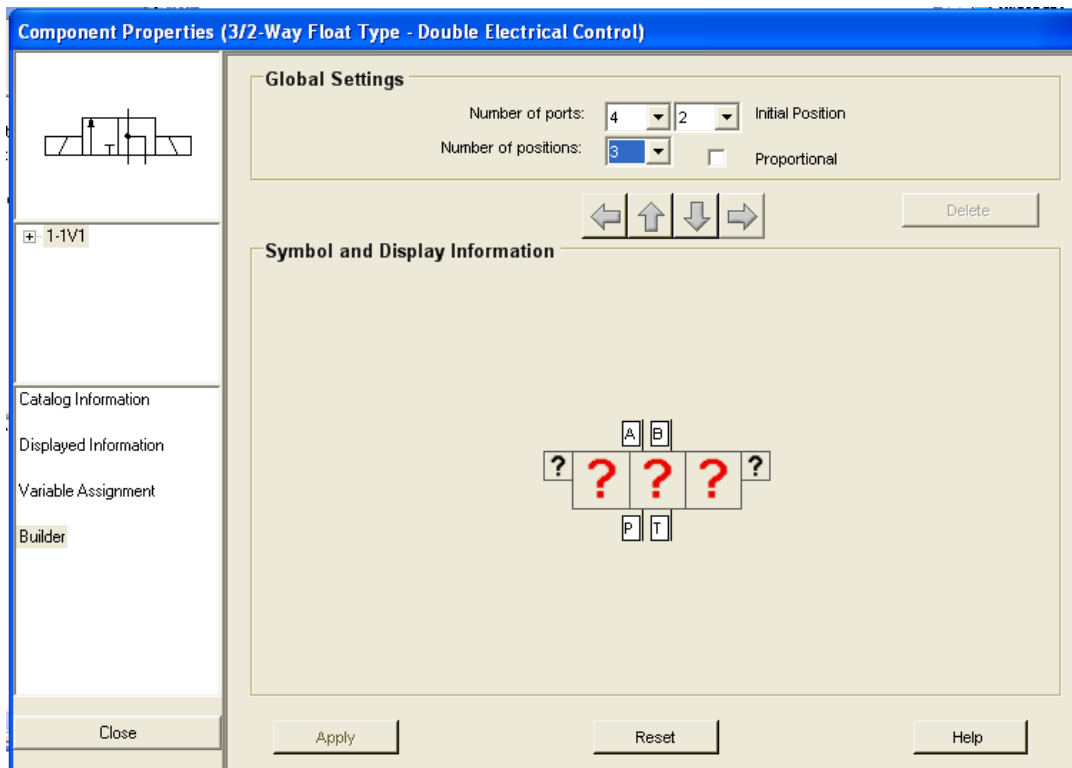 Component Properties (3/2-Way Float Type - Double Electrical Control)
Global Settings
Number of ports: 4 2 Initial Position
Number of positions: 3 Proportional
Delete
1-1V1
Symbol and Display Information
Catalog Information
Displayed Information
Variable Assignment
Builder
A B
? ? ? ? ?
P T
Close
Apply Reset Help